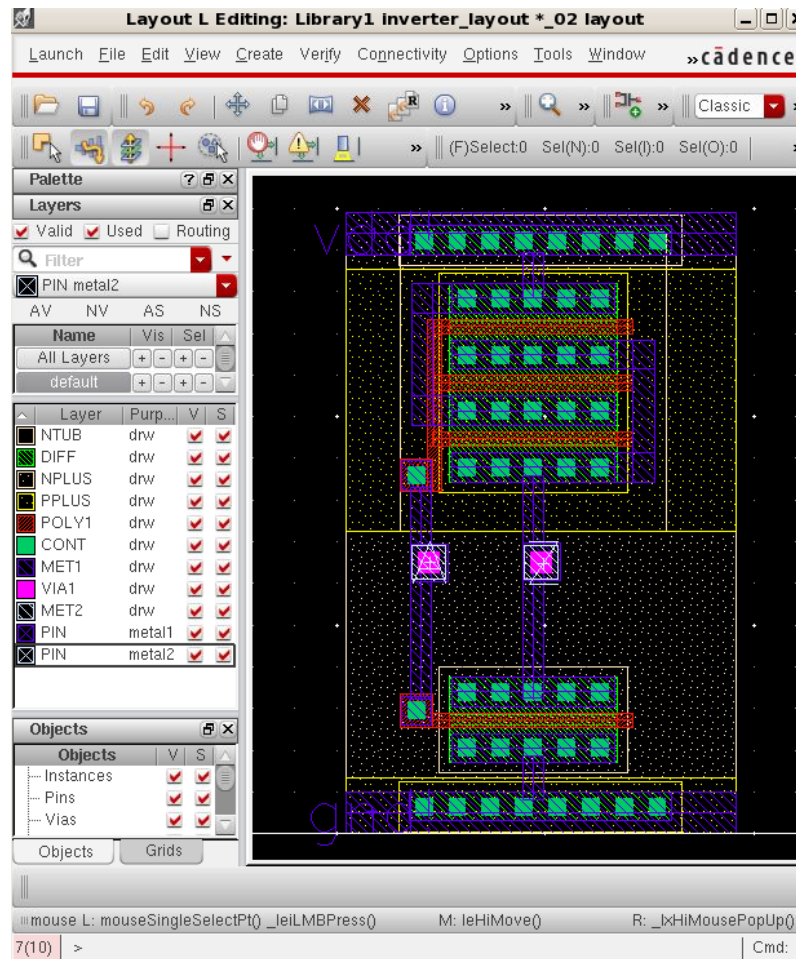 Layout L Editing: Library1 inverter_layout *_02 layout
Launch File Edit View Create Verify Connectivity Options Tools Window » cādence
R » » » Classic »
» (F)Select:0 Sel(N):0 Sel(I):0 Sel(O):0
Palette ?
Layers
Valid Used Routing
Filter
PIN metal2
AV NV AS NS
Name Vis Sel
All Layers + - + -
default + - + -
Layer Purp... V S
NTUB drw
DIFF drw
NPLUS drw
PPLUS drw
POLY1 drw
CONT drw
MET1 drw
VIA1 drw
MET2 drw
PIN metal1
PIN metal2
Objects
Objects V S
Instances
Pins
Vias
Objects Grids
vdd
A
gnd
mouse L: mouseSingleSelectPt() _leiLMBPress() M: leHiMove() R: _lxHiMousePopUp()
7(10) > Cmd: